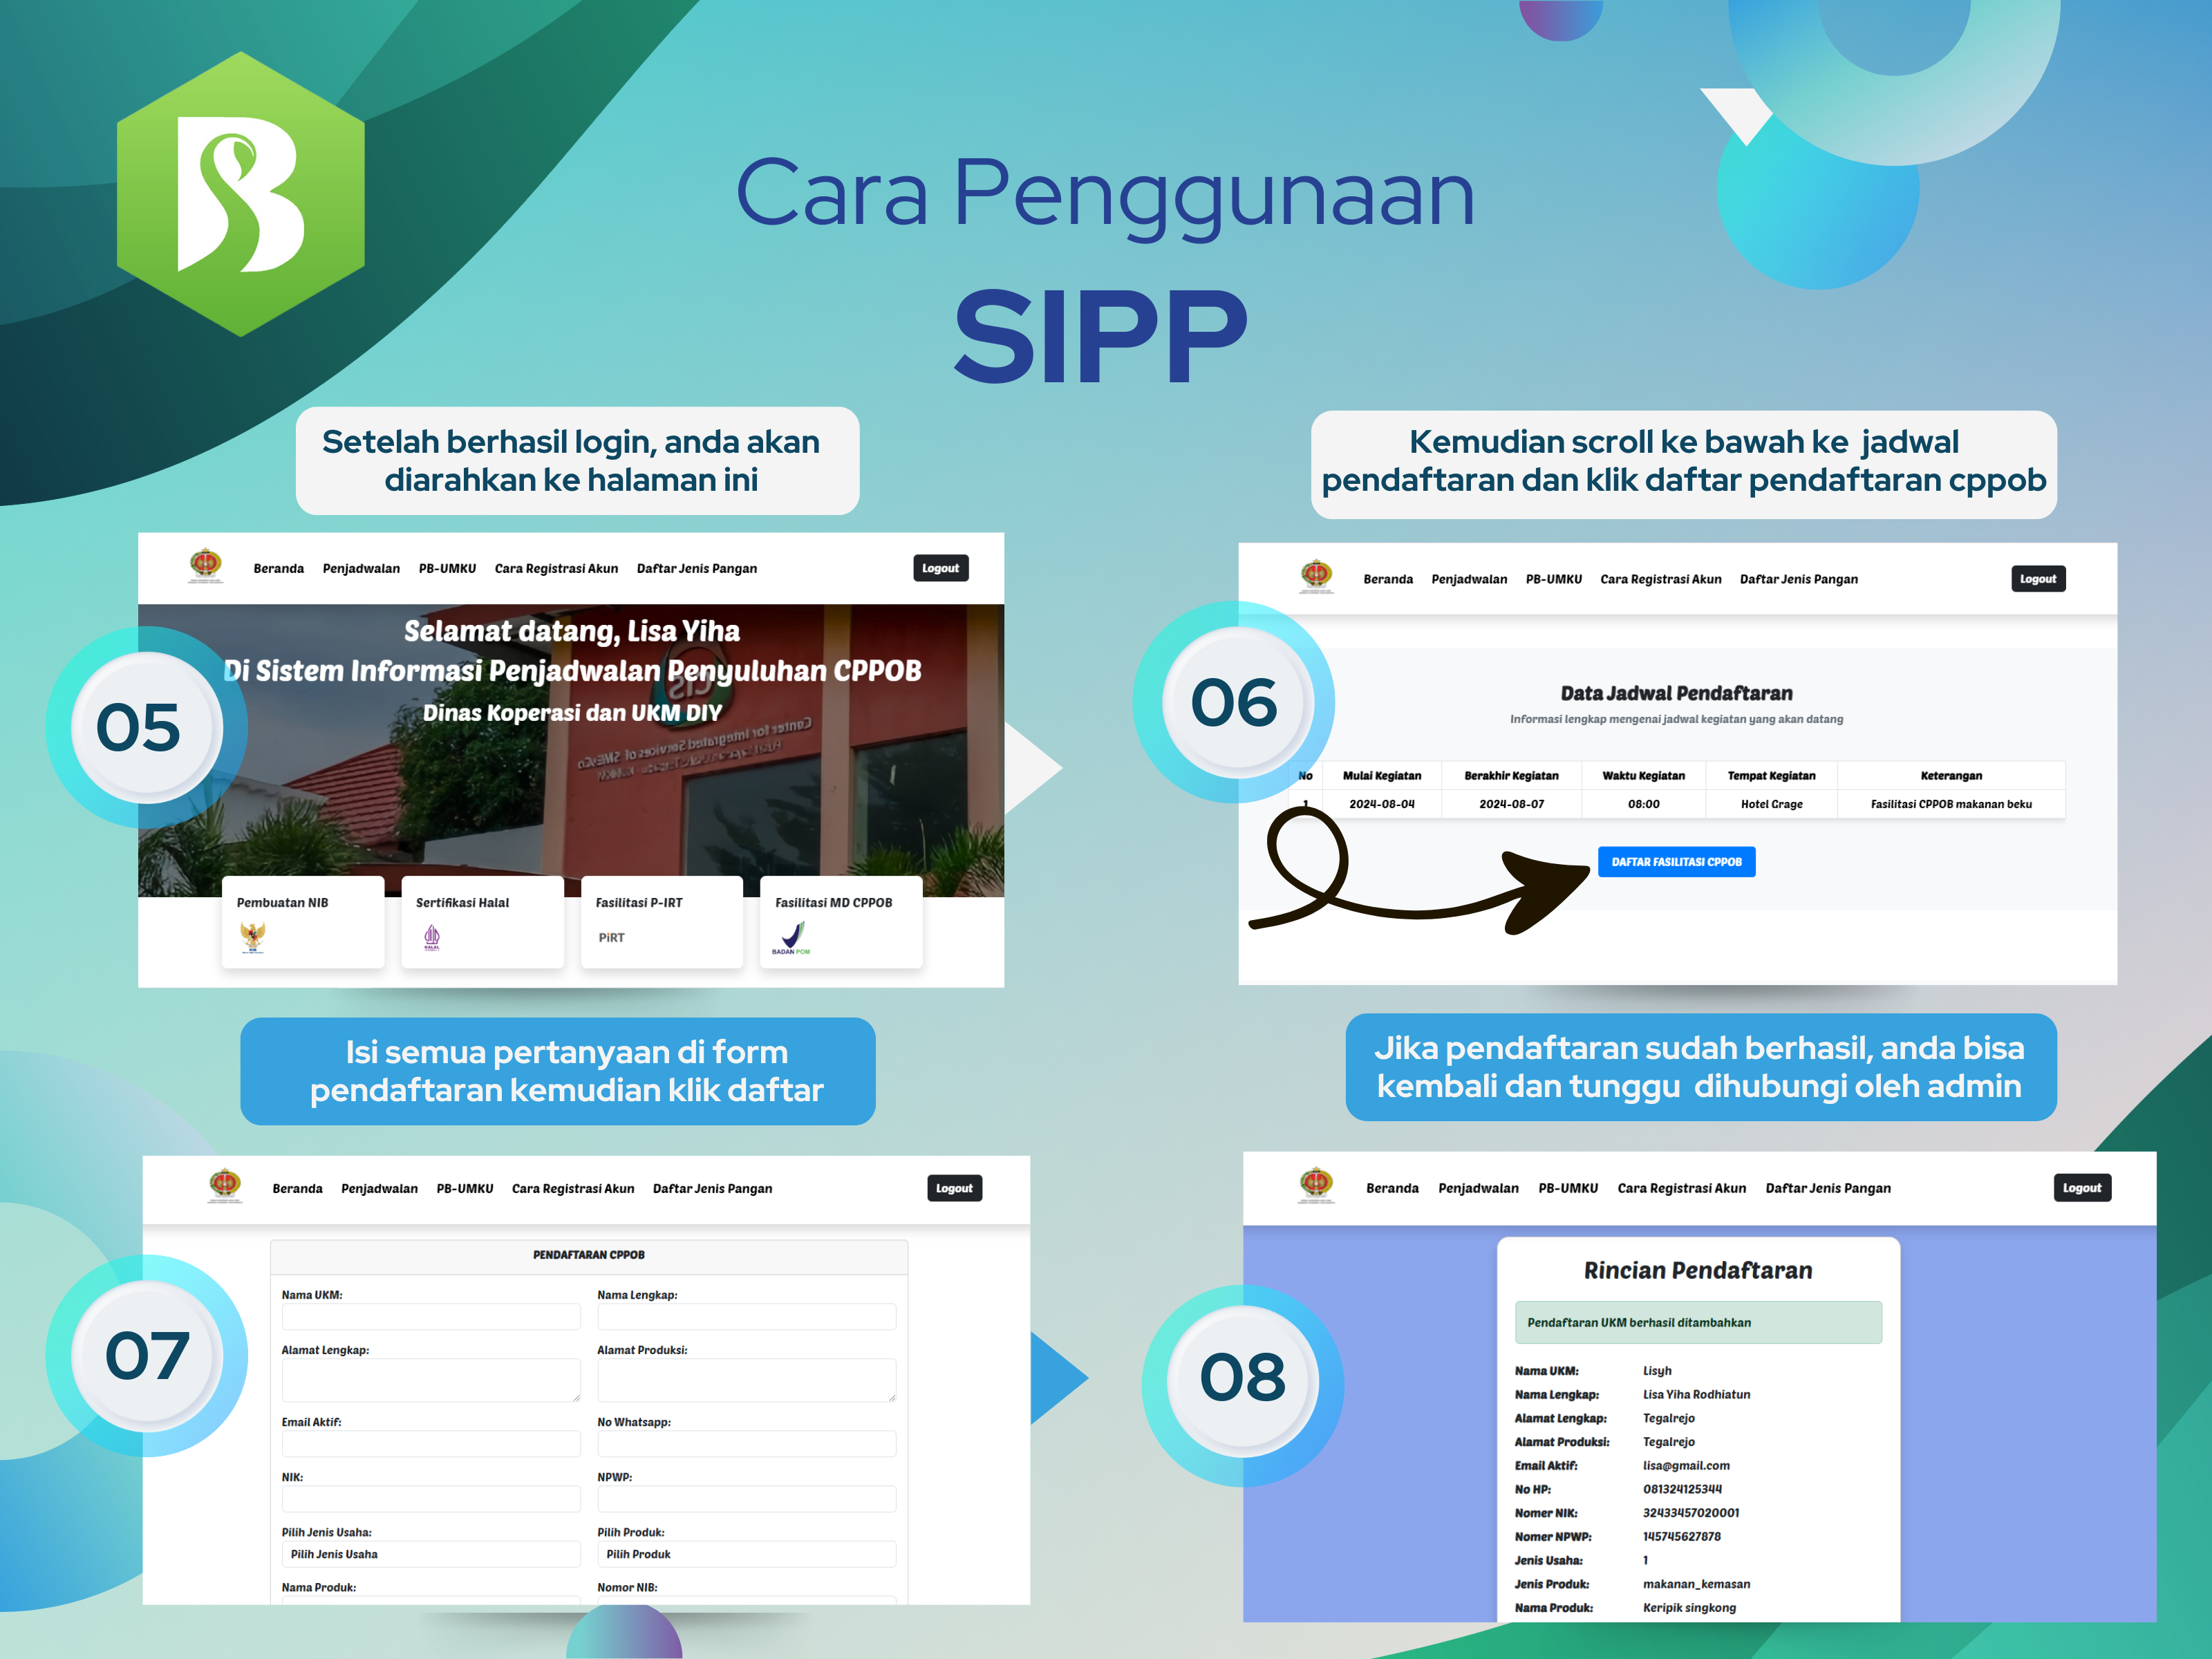 Cara Penggunaan
SIPP
Setelah berhasil login, anda akan
diarahkan ke halaman ini
Beranda Penjadwalan PB-UMKU Cara Registrasi Akun Daftar Jenis Pangan Logout
Selamat datang, Lisa Yiha
Di Sistem Informasi Penjadwalan Penyuluhan CPPOB
Dinas Koperasi dan UKM DIY
CIS
Center for Integrated Services of SMEsCo
Pembuatan NIB
Sertifikasi Halal
HALAL
Fasilitasi P-IRT
PiRT
Fasilitasi MD CPPOB
BADAN POM
05
Kemudian scroll ke bawah ke jadwal
pendaftaran dan klik daftar pendaftaran cppob
Beranda Penjadwalan PB-UMKU Cara Registrasi Akun Daftar Jenis Pangan Logout
06
Data Jadwal Pendaftaran
Informasi lengkap mengenai jadwal kegiatan yang akan datang
No Mulai Kegiatan Berakhir Kegiatan Waktu Kegiatan Tempat Kegiatan Keterangan
1 2024-08-04 2024-08-07 08:00 Hotel Grage Fasilitasi CPPOB makanan beku
DAFTAR FASILITASI CPPOB
Isi semua pertanyaan di form
pendaftaran kemudian klik daftar
Beranda Penjadwalan PB-UMKU Cara Registrasi Akun Daftar Jenis Pangan Logout
07
PENDAFTARAN CPPOB
Nama UKM: Nama Lengkap:
Alamat Lengkap: Alamat Produksi:
Email Aktif: No Whatsapp:
NIK: NPWP:
Pilih Jenis Usaha: Pilih Produk:
Pilih Jenis Usaha Pilih Produk
Nama Produk: Nomor NIB:
Jika pendaftaran sudah berhasil, anda bisa
kembali dan tunggu dihubungi oleh admin
Beranda Penjadwalan PB-UMKU Cara Registrasi Akun Daftar Jenis Pangan Logout
08
Rincian Pendaftaran
Pendaftaran UKM berhasil ditambahkan
Nama UKM: Lisyh
Nama Lengkap: Lisa Yiha Rodhiatun
Alamat Lengkap: Tegalrejo
Alamat Produksi: Tegalrejo
Email Aktif: lisa@gmail.com
No HP: 081324125344
Nomer NIK: 32433457020001
Nomer NPWP: 145745627878
Jenis Usaha: 1
Jenis Produk: makanan_kemasan
Nama Produk: Keripik singkong